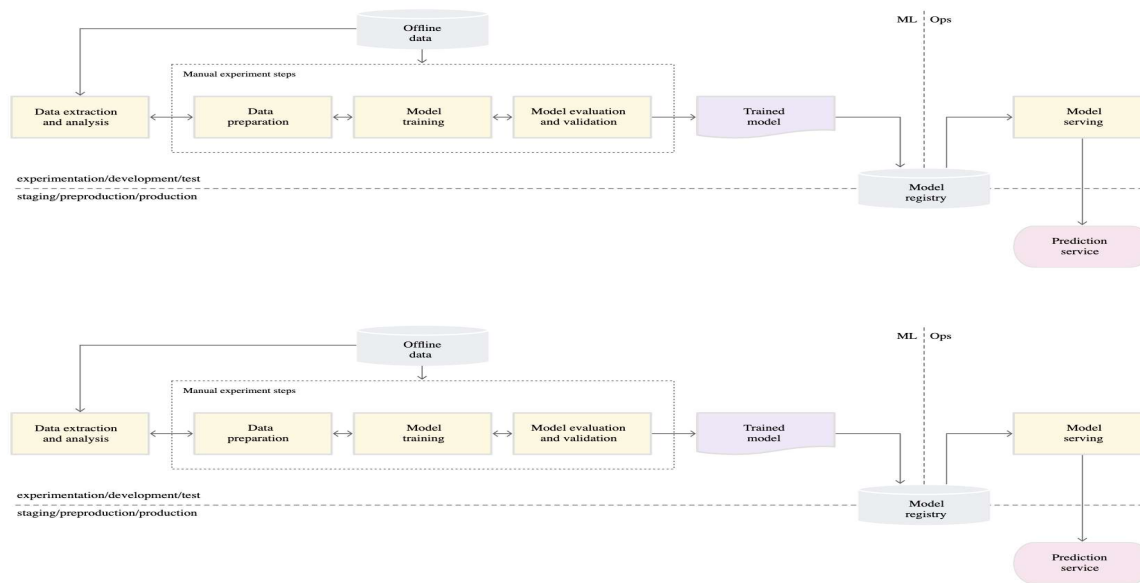 Offline
data
ML
Ops
Manual experiment steps
Data extraction
and analysis
Data
preparation
Model
training
Model evaluation
and validation
Trained
model
Model
serving
experimentation/development/test
staging/preproduction/production
Model
registry
Prediction
service
Offline
data
ML
Ops
Manual experiment steps
Data extraction
and analysis
Data
preparation
Model
training
Model evaluation
and validation
Trained
model
Model
serving
experimentation/development/test
staging/preproduction/production
Model
registry
Prediction
service